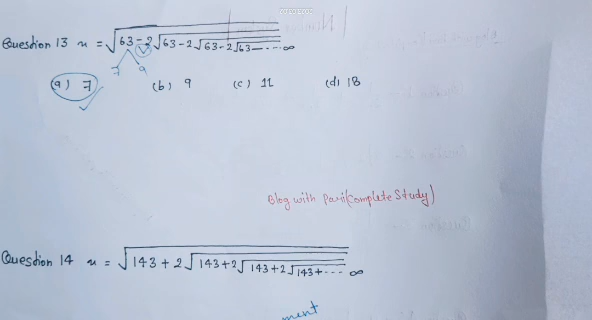 Question 13 x = √63-2√63-2√63-2√63-....∞
7 9
(a) 7 (b) 9 (c) 11 (d) 18
Blog with Pari(Complete Study)
Question 14 x = √143+2√143+2√143+2√143+....∞
ment